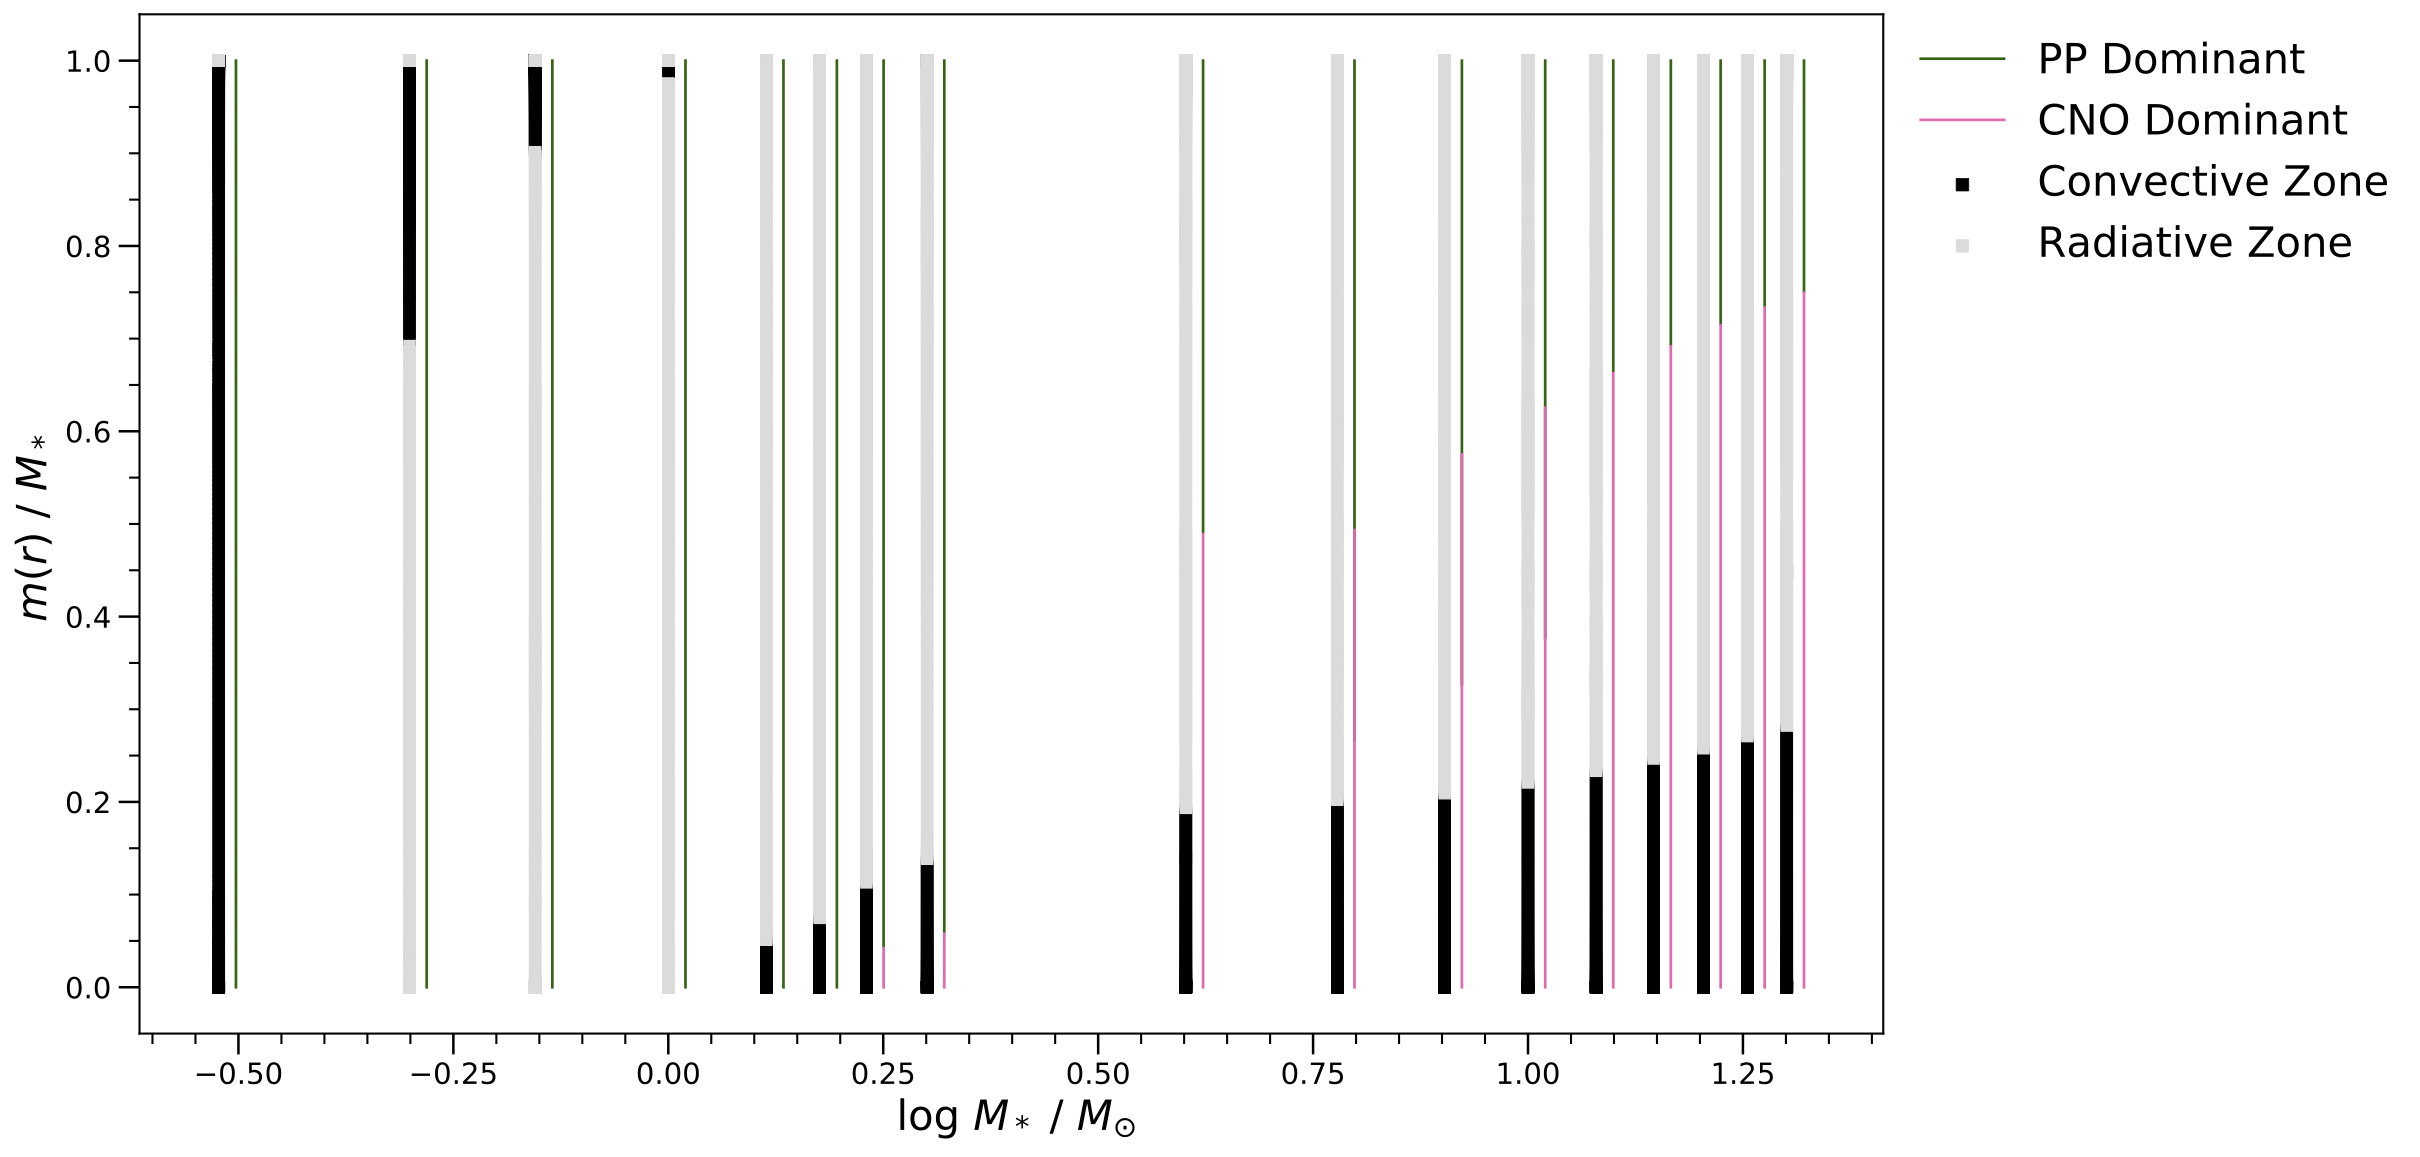 PP Dominant
CNO Dominant
Convective Zone
Radiative Zone
1.0
0.8
0.6
0.4
0.2
0.0
m(r) / M*
−0.50 −0.25 0.00 0.25 0.50 0.75 1.00 1.25
log M* / M⊙